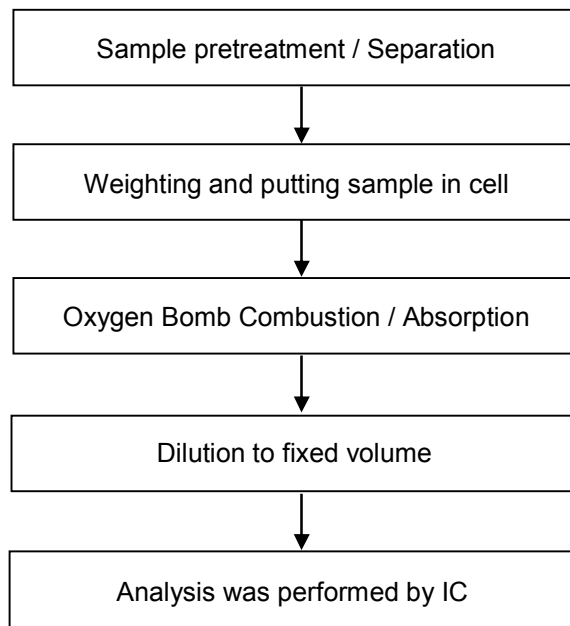 Sample pretreatment / Separation
Weighting and putting sample in cell
Oxygen Bomb Combustion / Absorption
Dilution to fixed volume
Analysis was performed by IC